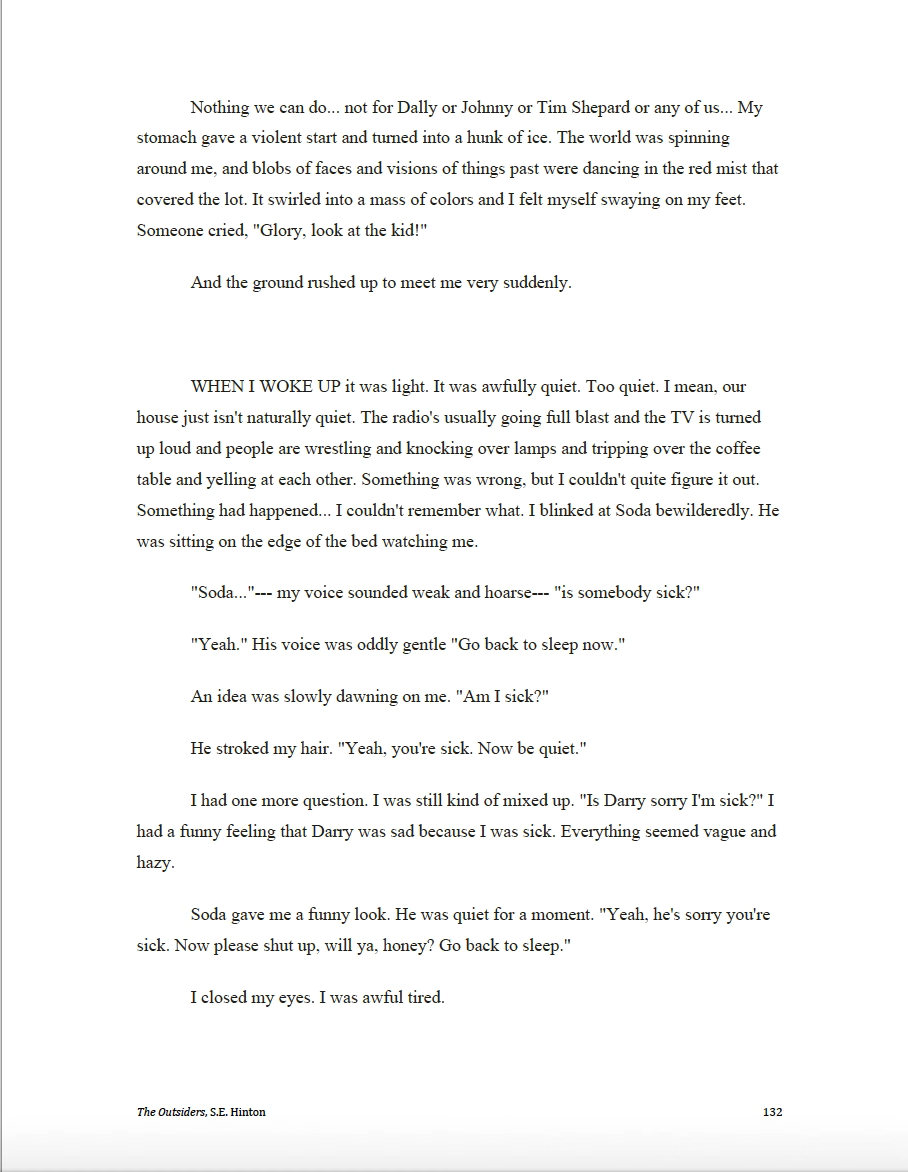 Nothing we can do... not for Dally or Johnny or Tim Shepard or any of us... My
stomach gave a violent start and turned into a hunk of ice. The world was spinning
around me, and blobs of faces and visions of things past were dancing in the red mist that
covered the lot. It swirled into a mass of colors and I felt myself swaying on my feet.
Someone cried, "Glory, look at the kid!"
And the ground rushed up to meet me very suddenly.
WHEN I WOKE UP it was light. It was awfully quiet. Too quiet. I mean, our
house just isn't naturally quiet. The radio's usually going full blast and the TV is turned
up loud and people are wrestling and knocking over lamps and tripping over the coffee
table and yelling at each other. Something was wrong, but I couldn't quite figure it out.
Something had happened... I couldn't remember what. I blinked at Soda bewilderedly. He
was sitting on the edge of the bed watching me.
"Soda..."--- my voice sounded weak and hoarse--- "is somebody sick?"
"Yeah." His voice was oddly gentle "Go back to sleep now."
An idea was slowly dawning on me. "Am I sick?"
He stroked my hair. "Yeah, you're sick. Now be quiet."
I had one more question. I was still kind of mixed up. "Is Darry sorry I'm sick?" I
had a funny feeling that Darry was sad because I was sick. Everything seemed vague and
hazy.
Soda gave me a funny look. He was quiet for a moment. "Yeah, he's sorry you're
sick. Now please shut up, will ya, honey? Go back to sleep."
I closed my eyes. I was awful tired.
The Outsiders, S.E. Hinton 132